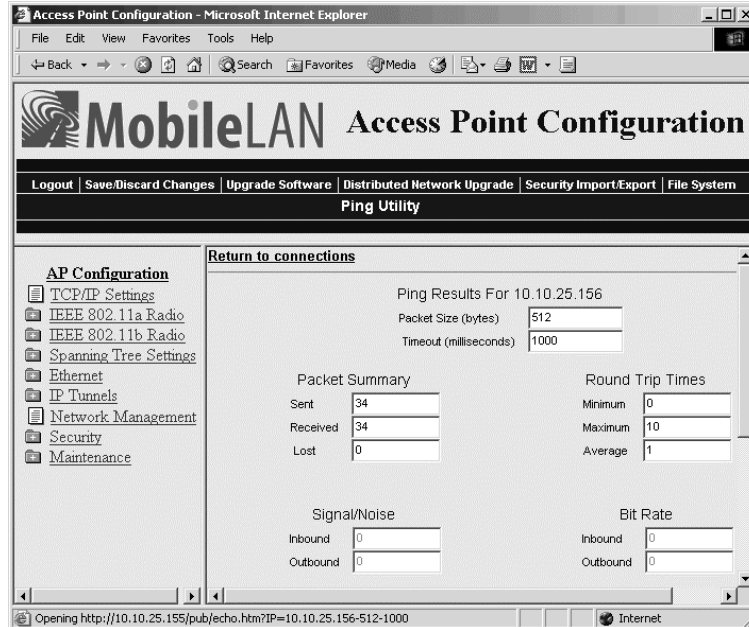 Access Point Configuration - Microsoft Internet Explorer
File Edit View Favorites Tools Help
Back Search Favorites Media
MobileLAN Access Point Configuration
Logout | Save/Discard Changes | Upgrade Software | Distributed Network Upgrade | Security Import/Export | File System
Ping Utility
AP Configuration
TCP/IP Settings
IEEE 802.11a Radio
IEEE 802.11b Radio
Spanning Tree Settings
Ethernet
IP Tunnels
Network Management
Security
Maintenance
Return to connections
Ping Results For 10.10.25.156
Packet Size (bytes) 512
Timeout (milliseconds) 1000
Packet Summary
Sent 34
Received 34
Lost 0
Round Trip Times
Minimum 0
Maximum 10
Average 1
Signal/Noise
Inbound 0
Outbound 0
Bit Rate
Inbound 0
Outbound 0
Opening http://10.10.25.155/pub/echo.htm?IP=10.10.25.156-512-1000 Internet